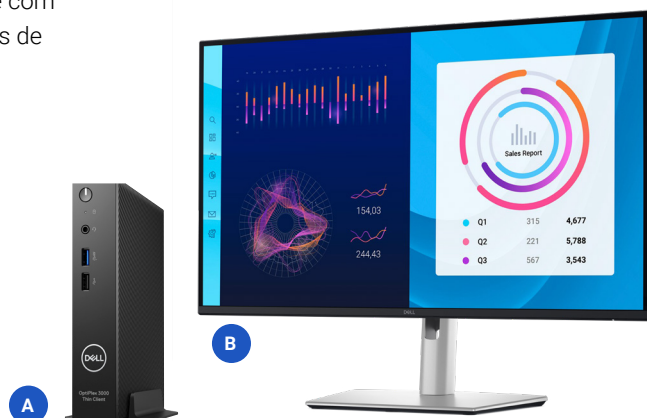 com
s de
Sales Report
154,03
244,43
Q1 315 4,677
Q2 221 5,788
Q3 567 3,543
DELL
DELL
OptiPlex 3000
Thin Client
B
A